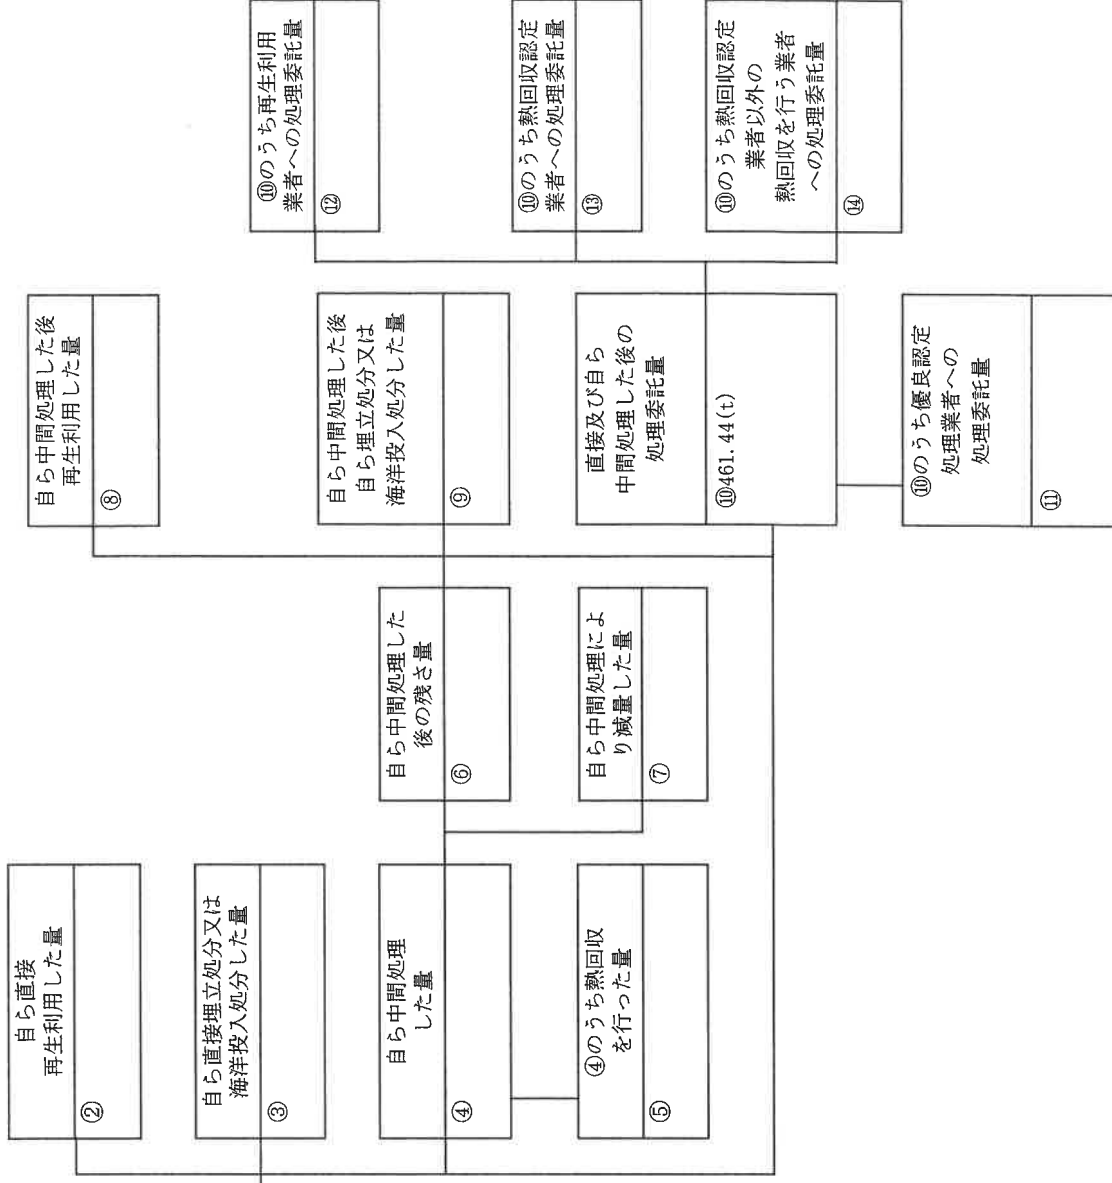 自ら直接
再生利用した量
②
自ら直接埋立処分又は
海洋投入処分した量
③
自ら中間処理
した量
④
④のうち熱回収
を行った量
⑤
自ら中間処理した
後の残さ量
⑥
自ら中間処理によ
り減量した量
⑦
自ら中間処理した後
再生利用した量
⑧
自ら中間処理した後
自ら埋立処分又は
海洋投入処分した量
⑨
直接及び自ら
中間処理した後の
処理委託量
⑩461.44(t)
⑩のうち優良認定
処理業者への
処理委託量
⑪
⑩のうち再生利用
業者への処理委託量
⑫
⑩のうち熱回収認定
業者への処理委託量
⑬
⑩のうち熱回収認定
業者以外の
熱回収を行う業者
への処理委託量
⑭